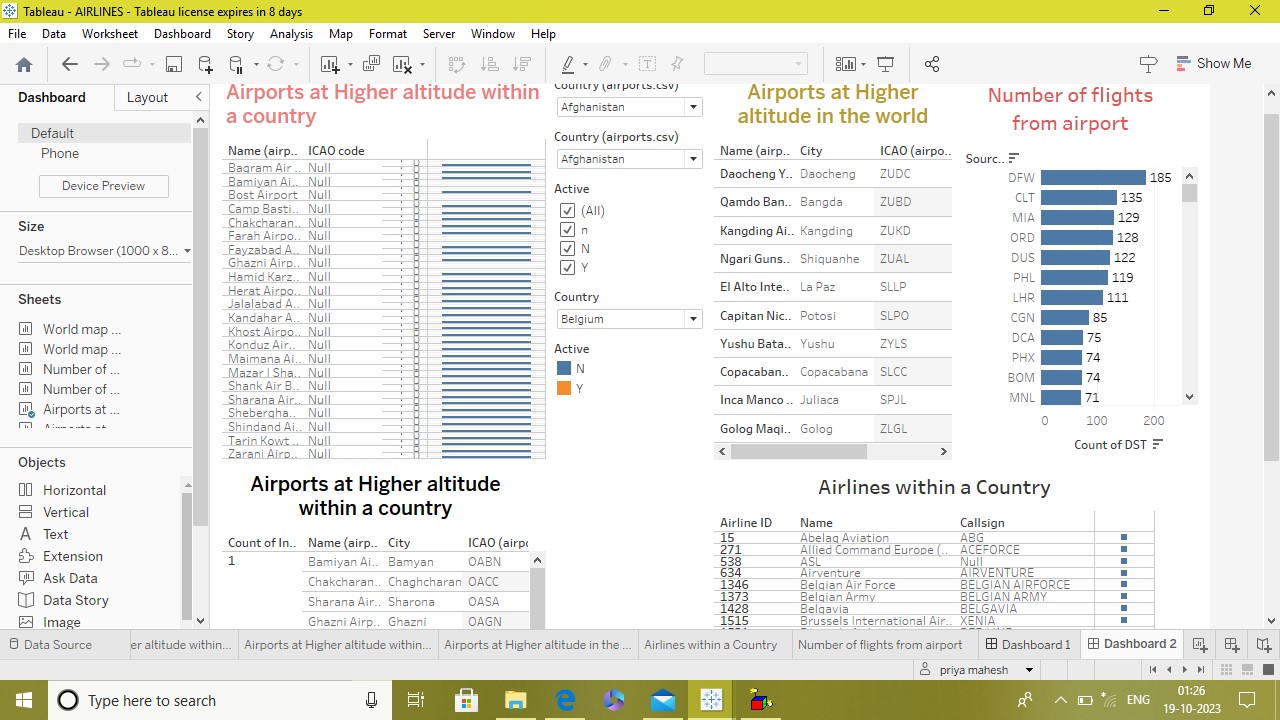 Tableau - AIRLINES - Tableau license expires in 8 days
File Data Worksheet Dashboard Story Analysis Map Format Server Window Help
Show Me
Dashboard Layout
Default
Phone
Device Preview
Size
Desktop Browser (1000 x 8...
Sheets
World map ...
World map ...
Number of ...
Number of ...
Airports at ...
Airports at
Objects
Horizontal
Vertical
Text
Extension
Ask Data
Data Story
Image
Airports at Higher altitude within
a country
Name (airp.. ICAO code
Bagram Air .. Null
Bamiyan Ai.. Null
Bost Airport Null
Camp Basti.. Null
Chakcharan.. Null
Farah Airpo.. Null
Fayzabad A.. Null
Ghazni Airp.. Null
Hamid Karz.. Null
Herat Airpo.. Null
Jalalabad A.. Null
Kandahar A.. Null
Khost Airpo.. Null
Konduz Air.. Null
Maimana Ai.. Null
Mazar I Sha.. Null
Shank Air B.. Null
Sharana Air.. Null
Shebergha.. Null
Shindand Ai.. Null
Tarin Kowt .. Null
Zaranj Airp.. Null
Country (airports.csv)
Afghanistan
Country (airports.csv)
Afghanistan
Active
(All)
n
N
Y
Country
Belgium
Active
N
Y
Airports at Higher
altitude in the world
Name (airp.. City ICAO (airpo..
Daocheng Y.. Daocheng ZUDC
Qamdo Ban.. Bangda ZUBD
Kangding Ai.. Kangding ZUKD
Ngari Guns.. Shiquanhe ZUAL
El Alto Inte.. La Paz SLLP
Capitan Nic.. Potosi SLPO
Yushu Bata.. Yushu ZYLS
Copacaban.. Copacabana SLCC
Inca Manco .. Juliaca SPJL
Golog Maqi.. Golog ZLGL
Number of flights
from airport
Sourc..
DFW 185
CLT 135
MIA 129
ORD 128
DUS 122
PHL 119
LHR 111
CGN 85
DCA 75
PHX 74
BOM 74
MNL 71
0 100 200
Count of DST
Airports at Higher altitude
within a country
Count of In.. Name (airp.. City ICAO (airpo
1 Bamiyan Ai.. Bamyan OABN
Chakcharan.. Chaghcharan OACC
Sharana Air.. Sharona OASA
Ghazni Airp.. Ghazni OAGN
Airlines within a Country
Airline ID Name Callsign
15 Abelag Aviation ABG
271 Allied Command Europe (.. ACEFORCE
538 ASL Null
634 Airventure AIRVENTURE
1346 Belgian Air Force BELGIAN AIRFORCE
1373 Belgian Army BELGIAN ARMY
1428 Belgavia BELGAVIA
1515 Brussels International Air.. XENIA
Data Source er altitude within... Airports at Higher altitude within... Airports at Higher altitude in the ... Airlines within a Country Number of flights from airport Dashboard 1 Dashboard 2
priya mahesh
Type here to search
ENG
01:26
19-10-2023